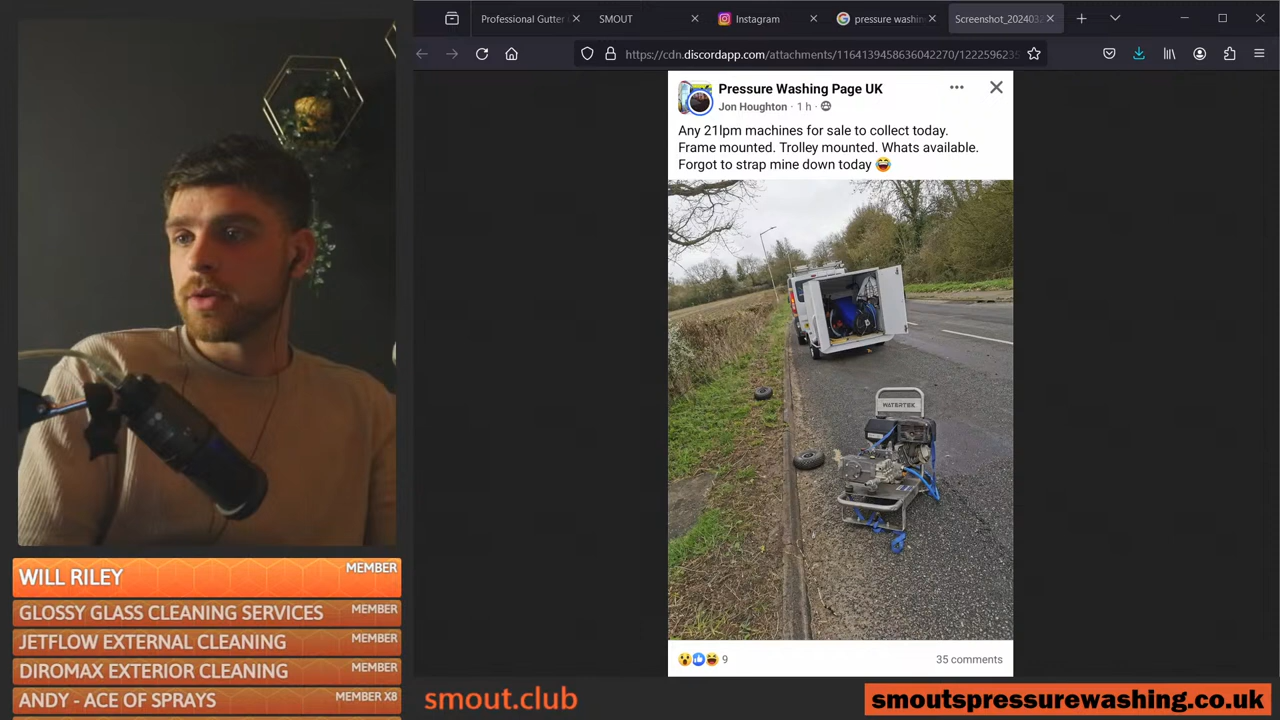 Professional Gutter
SMOUT
Instagram
pressure washin
Screenshot_202403
https://cdn.discordapp.com/attachments/1164139458636042270/122259623
Pressure Washing Page UK
Jon Houghton · 1 h ·
Any 21lpm machines for sale to collect today.
Frame mounted. Trolley mounted. Whats available.
Forgot to strap mine down today 😂
WATERTEK
9
35 comments
WILL RILEY MEMBER
GLOSSY GLASS CLEANING SERVICES MEMBER
JETFLOW EXTERNAL CLEANING MEMBER
DIROMAX EXTERIOR CLEANING MEMBER
ANDY - ACE OF SPRAYS MEMBER X8
smout.club
smoutspressurewashing.co.uk